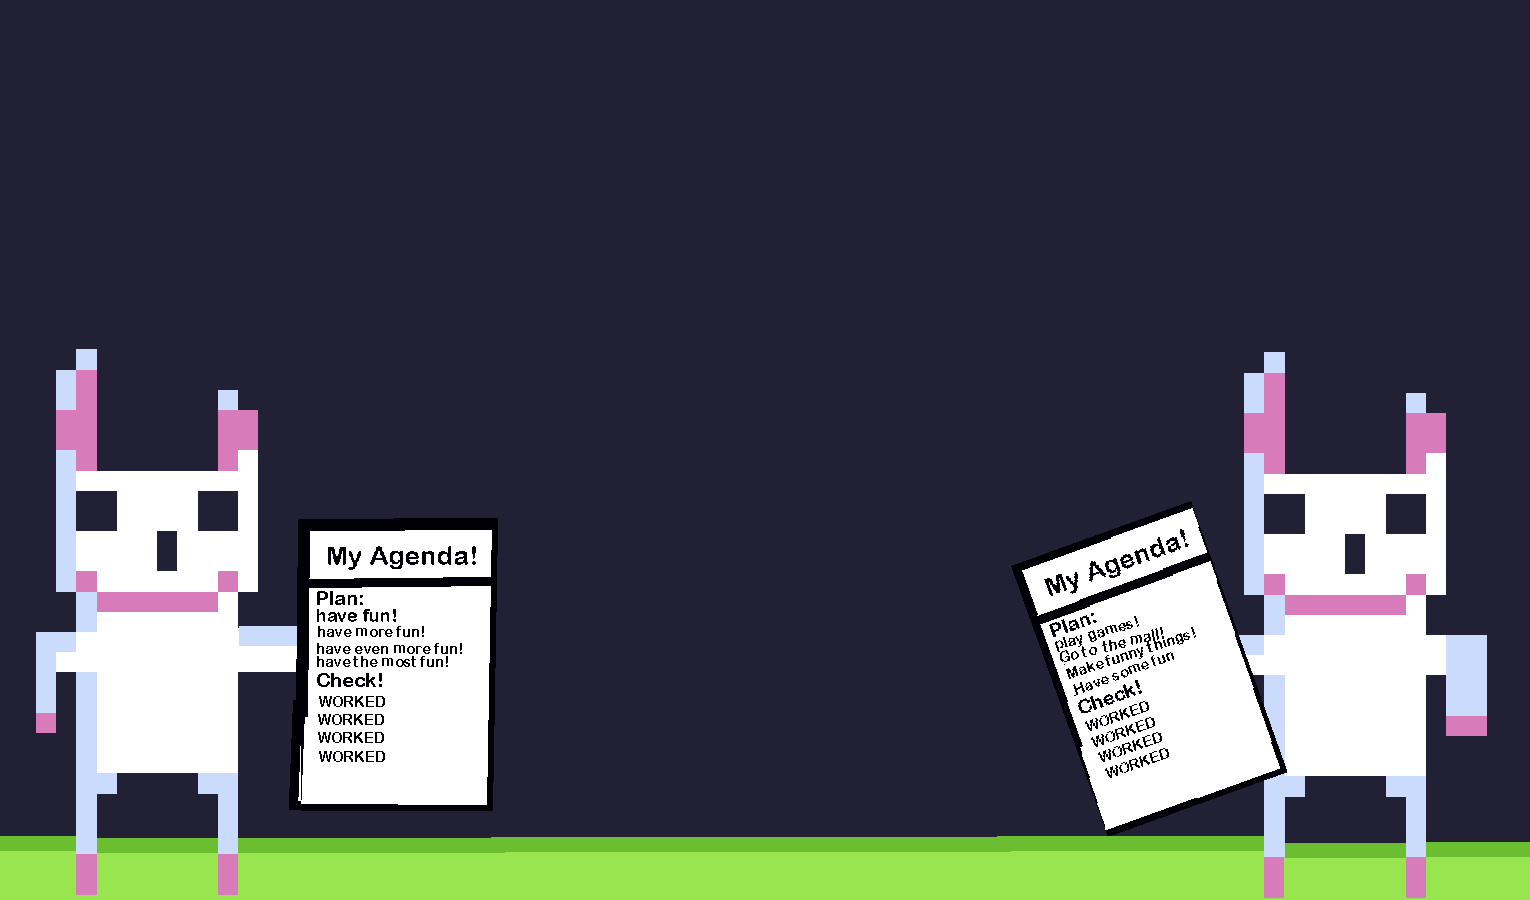 My Agenda!
Plan:
have fun!
have more fun!
have even more fun!
have the most fun!
Check!
WORKED
WORKED
WORKED
WORKED
My Agenda!
Plan:
play games!
Go to the mall!
Make funny things!
Have some fun
Check!
WORKED
WORKED
WORKED
WORKED